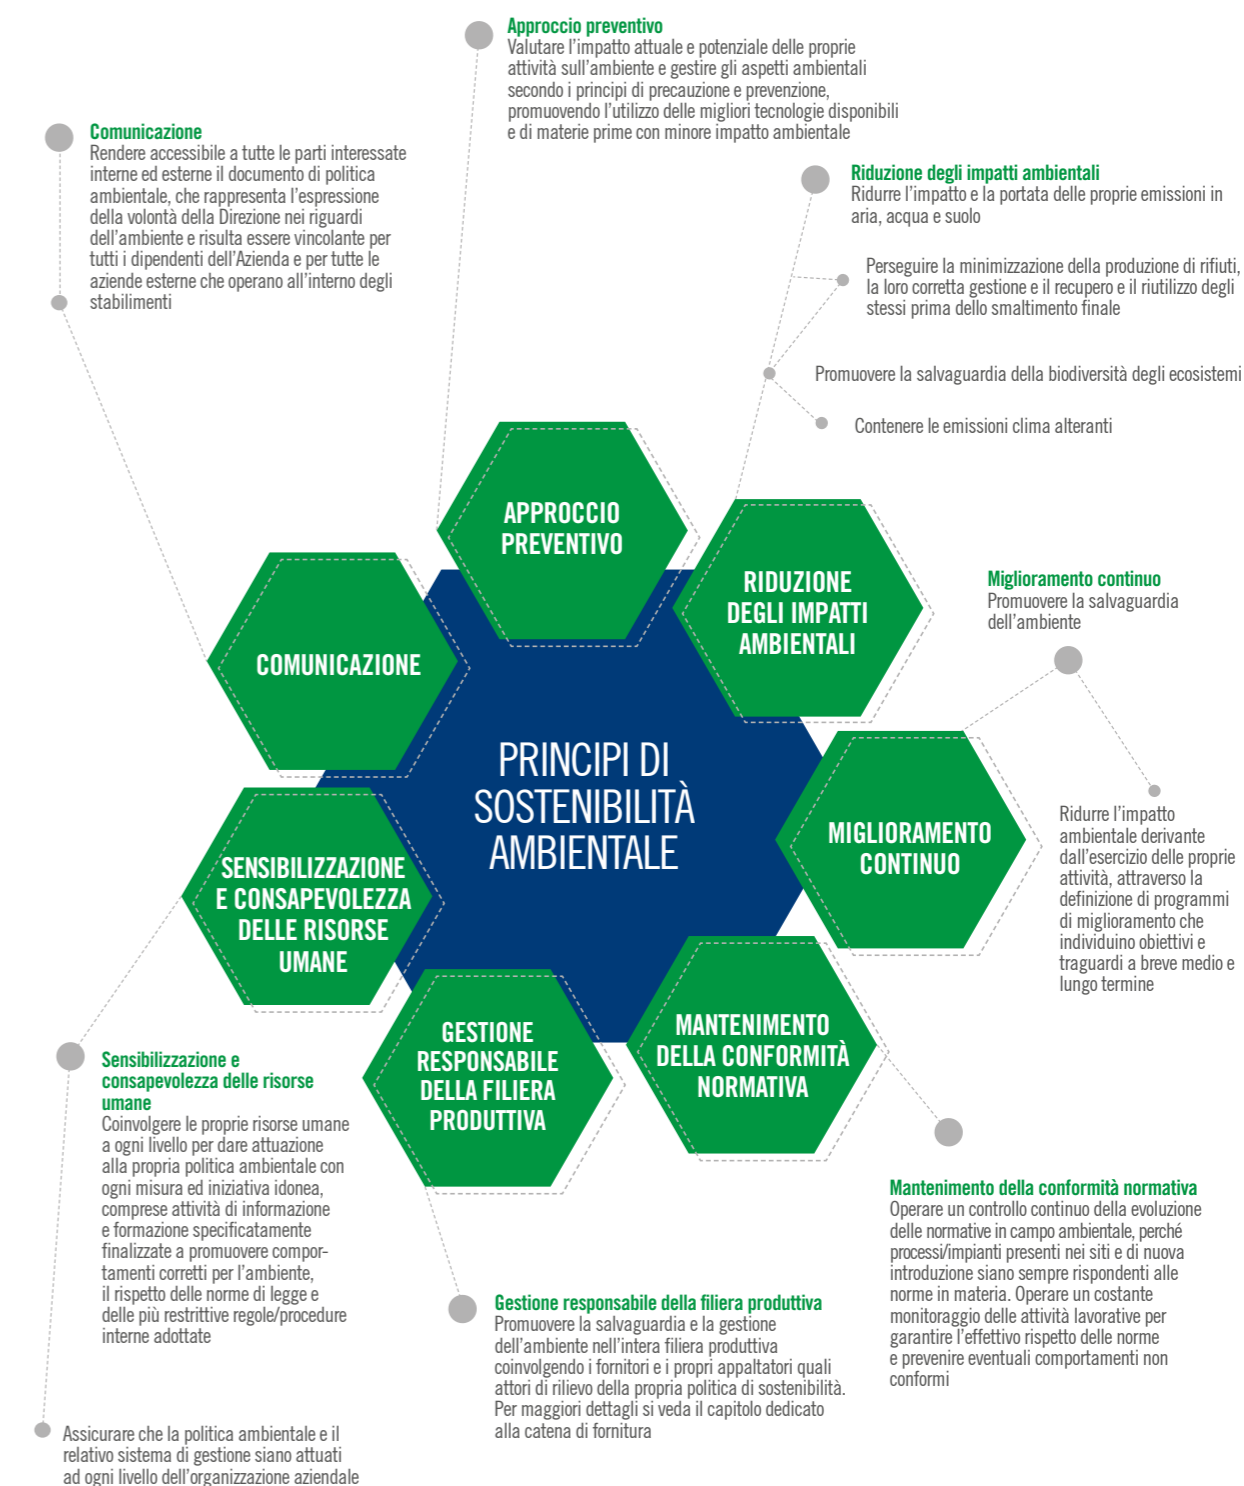 Approccio preventivo
Valutare l'impatto attuale e potenziale delle proprie
attività sull'ambiente e gestire gli aspetti ambientali
secondo i principi di precauzione e prevenzione,
promuovendo l'utilizzo delle migliori tecnologie disponibili
e di materie prime con minore impatto ambientale
Comunicazione
Rendere accessibile a tutte le parti interessate
interne ed esterne il documento di politica
ambientale, che rappresenta l'espressione
della volontà della Direzione nei riguardi
dell'ambiente e risulta essere vincolante per
tutti i dipendenti dell'Azienda e per tutte le
aziende esterne che operano all'interno degli
stabilimenti
Riduzione degli impatti ambientali
Ridurre l'impatto e la portata delle proprie emissioni in
aria, acqua e suolo
Perseguire la minimizzazione della produzione di rifiuti,
la loro corretta gestione e il recupero e il riutilizzo degli
stessi prima dello smaltimento finale
Promuovere la salvaguardia della biodiversità degli ecosistemi
Contenere le emissioni clima alteranti
APPROCCIO
PREVENTIVO
RIDUZIONE
DEGLI IMPATTI
AMBIENTALI
COMUNICAZIONE
Miglioramento continuo
Promuovere la salvaguardia
dell'ambiente
PRINCIPI DI
SOSTENIBILITÀ
AMBIENTALE
MIGLIORAMENTO
CONTINUO
Ridurre l'impatto
ambientale derivante
dall'esercizio delle proprie
attività, attraverso la
definizione di programmi
di miglioramento che
individuino obiettivi e
traguardi a breve medio e
lungo termine
SENSIBILIZZAZIONE
E CONSAPEVOLEZZA
DELLE RISORSE
UMANE
GESTIONE
RESPONSABILE
DELLA FILIERA
PRODUTTIVA
MANTENIMENTO
DELLA CONFORMITÀ
NORMATIVA
Sensibilizzazione e
consapevolezza delle risorse
umane
Coinvolgere le proprie risorse umane
a ogni livello per dare attuazione
alla propria politica ambientale con
ogni misura ed iniziativa idonea,
comprese attività di informazione
e formazione specificatamente
finalizzate a promuovere compor-
tamenti corretti per l'ambiente,
il rispetto delle norme di legge e
delle più restrittive regole/procedure
interne adottate
Assicurare che la politica ambientale e il
relativo sistema di gestione siano attuati
ad ogni livello dell'organizzazione aziendale
Gestione responsabile della filiera produttiva
Promuovere la salvaguardia e la gestione
dell'ambiente nell'intera filiera produttiva
coinvolgendo i fornitori e i propri appaltatori quali
attori di rilievo della propria politica di sostenibilità.
Per maggiori dettagli si veda il capitolo dedicato
alla catena di fornitura
Mantenimento della conformità normativa
Operare un controllo continuo della evoluzione
delle normative in campo ambientale, perché
processi/impianti presenti nei siti e di nuova
introduzione siano sempre rispondenti alle
norme in materia. Operare un costante
monitoraggio delle attività lavorative per
garantire l'effettivo rispetto delle norme
e prevenire eventuali comportamenti non
conformi